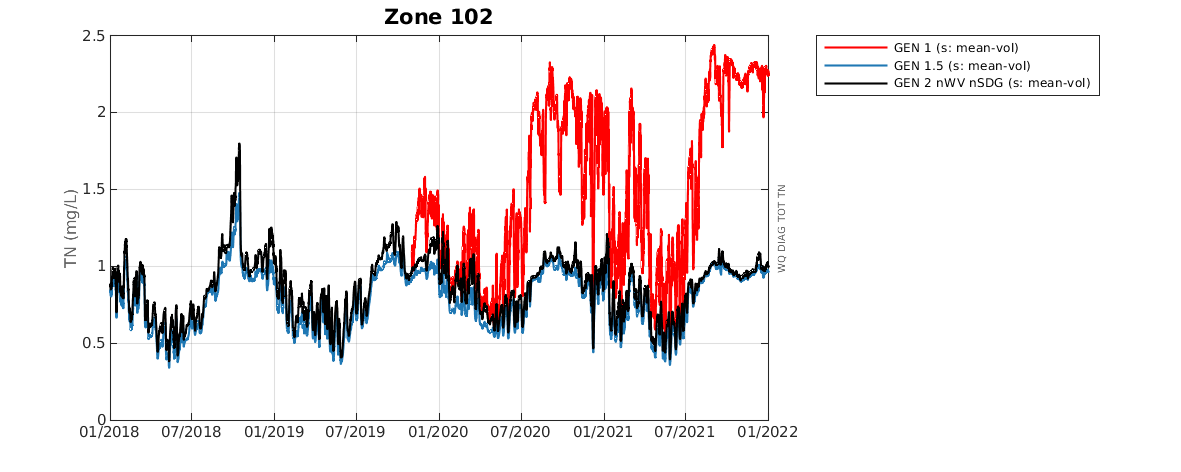 Zone 102
GEN 1 (s: mean-vol)
GEN 1.5 (s: mean-vol)
GEN 2 nWV nSDG (s: mean-vol)
TN (mg/L)
2.5
2
1.5
1
0.5
0
01/2018 07/2018 01/2019 07/2019 01/2020 07/2020 01/2021 07/2021 01/2022
WQ DIAG TOT TN